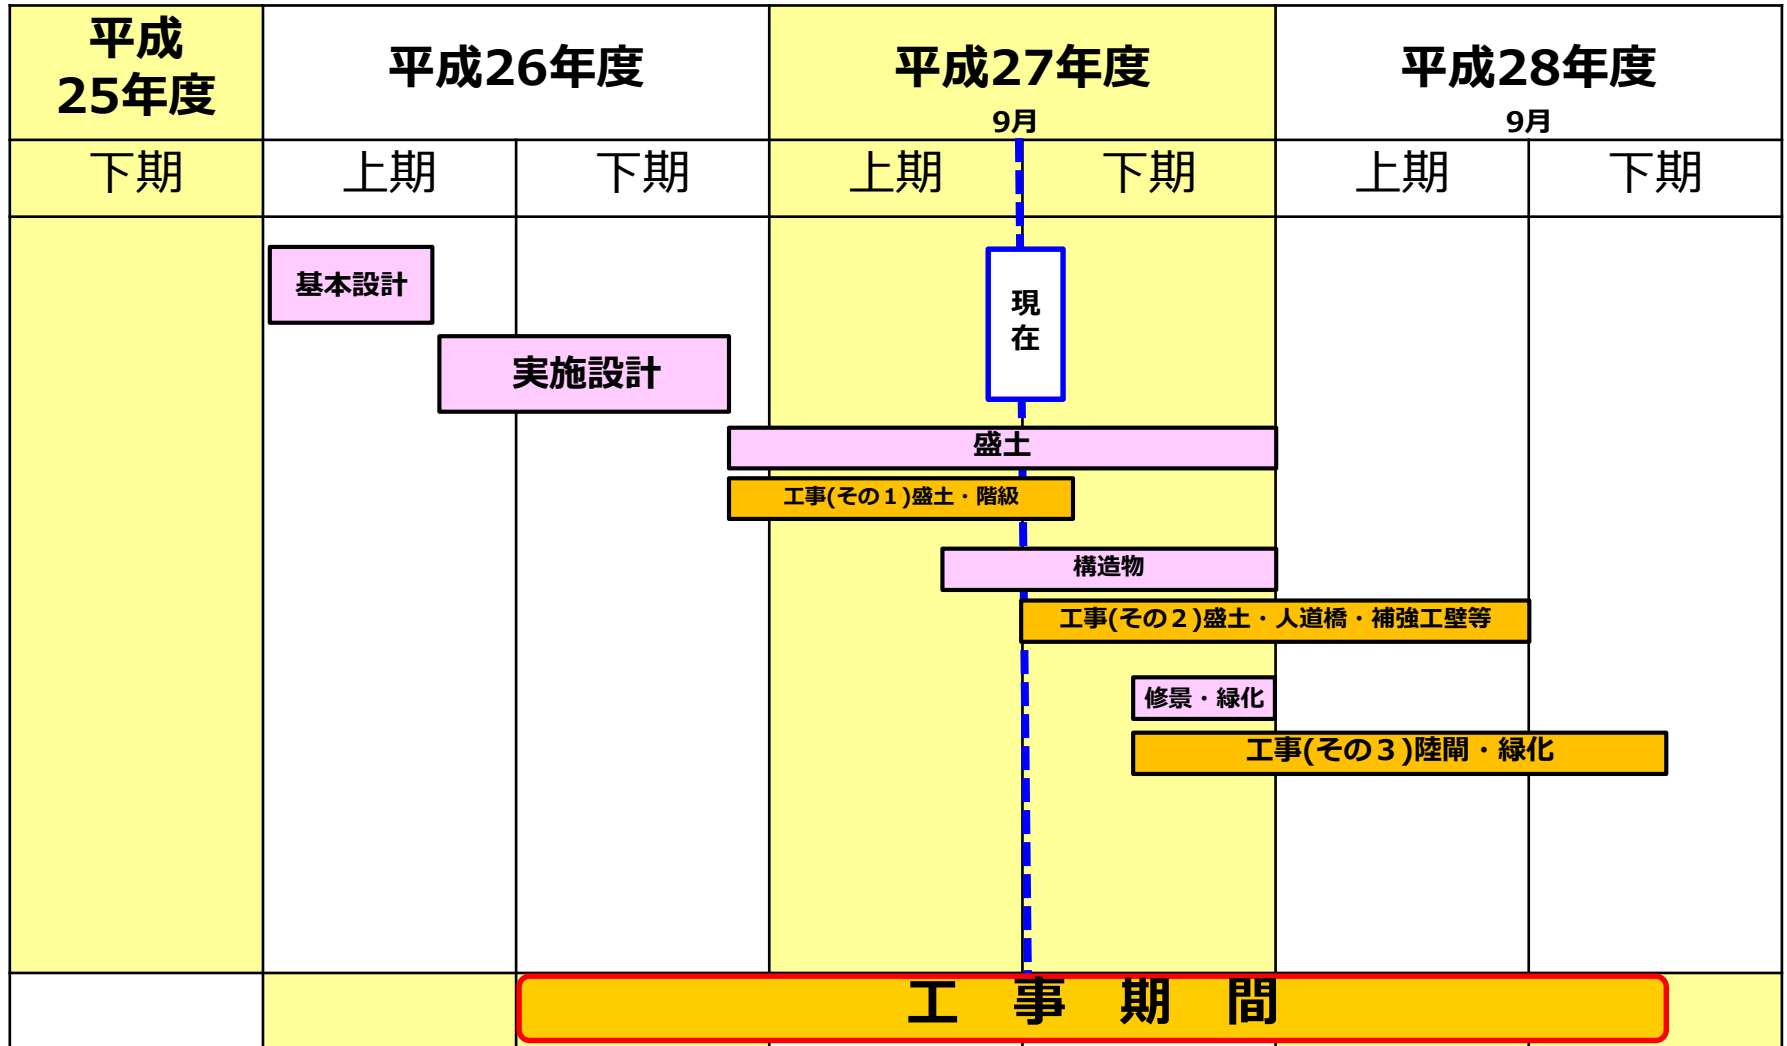 平成
25年度
平成26年度
平成27年度
平成28年度
9月
9月
下期
上期
下期
上期
下期
上期
下期
基本設計
現
在
実施設計
盛土
工事(その１)盛土・階級
構造物
工事(その２)盛土・人道橋・補強工壁等
修景・緑化
工事(その３)陸閘・緑化
工 事 期 間